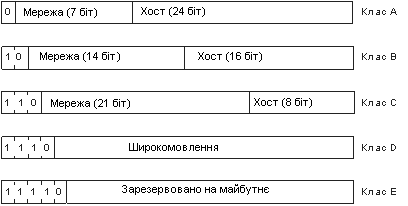 0 Мережа (7 біт) Хост (24 біт) Клас A
1 0 Мережа (14 біт) Хост (16 біт) Клас B
1 1 0 Мережа (21 біт) Хост (8 біт) Клас C
1 1 1 0 Широкомовлення Клас D
1 1 1 1 0 Зарезервовано на майбутнє Клас E